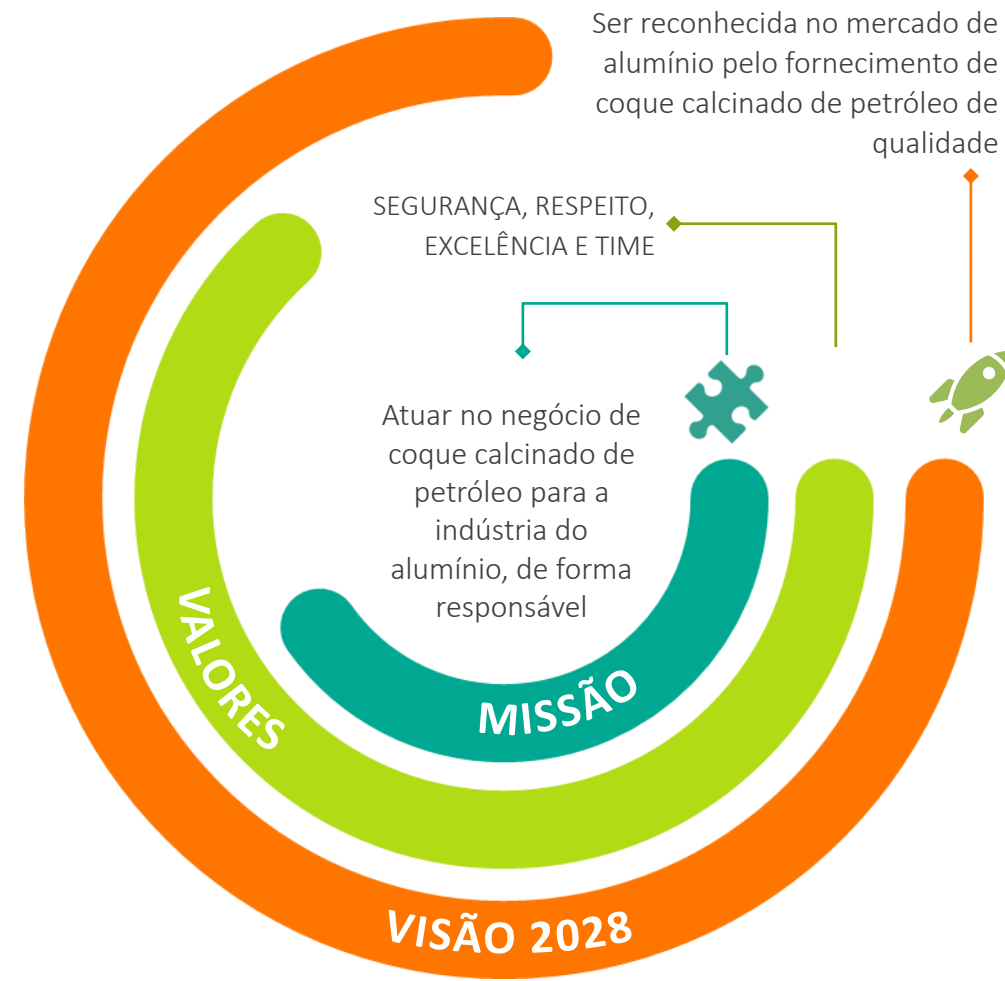 Ser reconhecida no mercado de
alumínio pelo fornecimento de
coque calcinado de petróleo de
qualidade
SEGURANÇA, RESPEITO,
EXCELÊNCIA E TIME
Atuar no negócio de
coque calcinado de
petróleo para a
indústria do
alumínio, de forma
responsável
VALORES
MISSÃO
VISÃO 2028